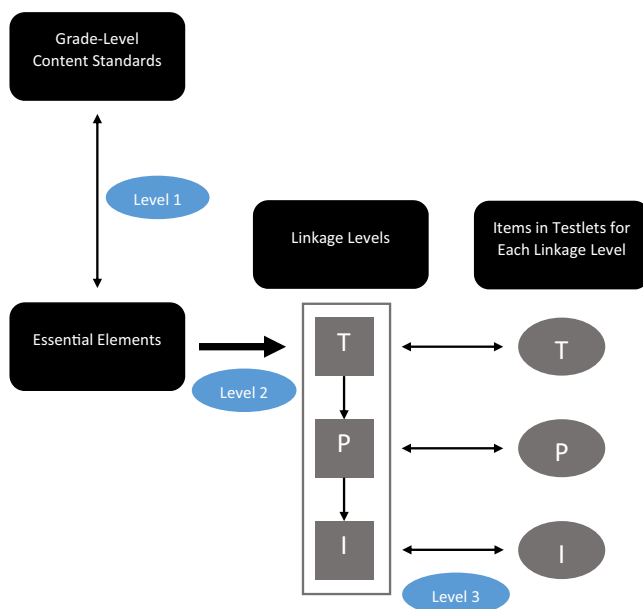 Grade-Level
Content Standards
Level 1
Linkage Levels
Items in Testlets for
Each Linkage Level
Essential Elements
Level 2
T
T
P
P
I
I
Level 3